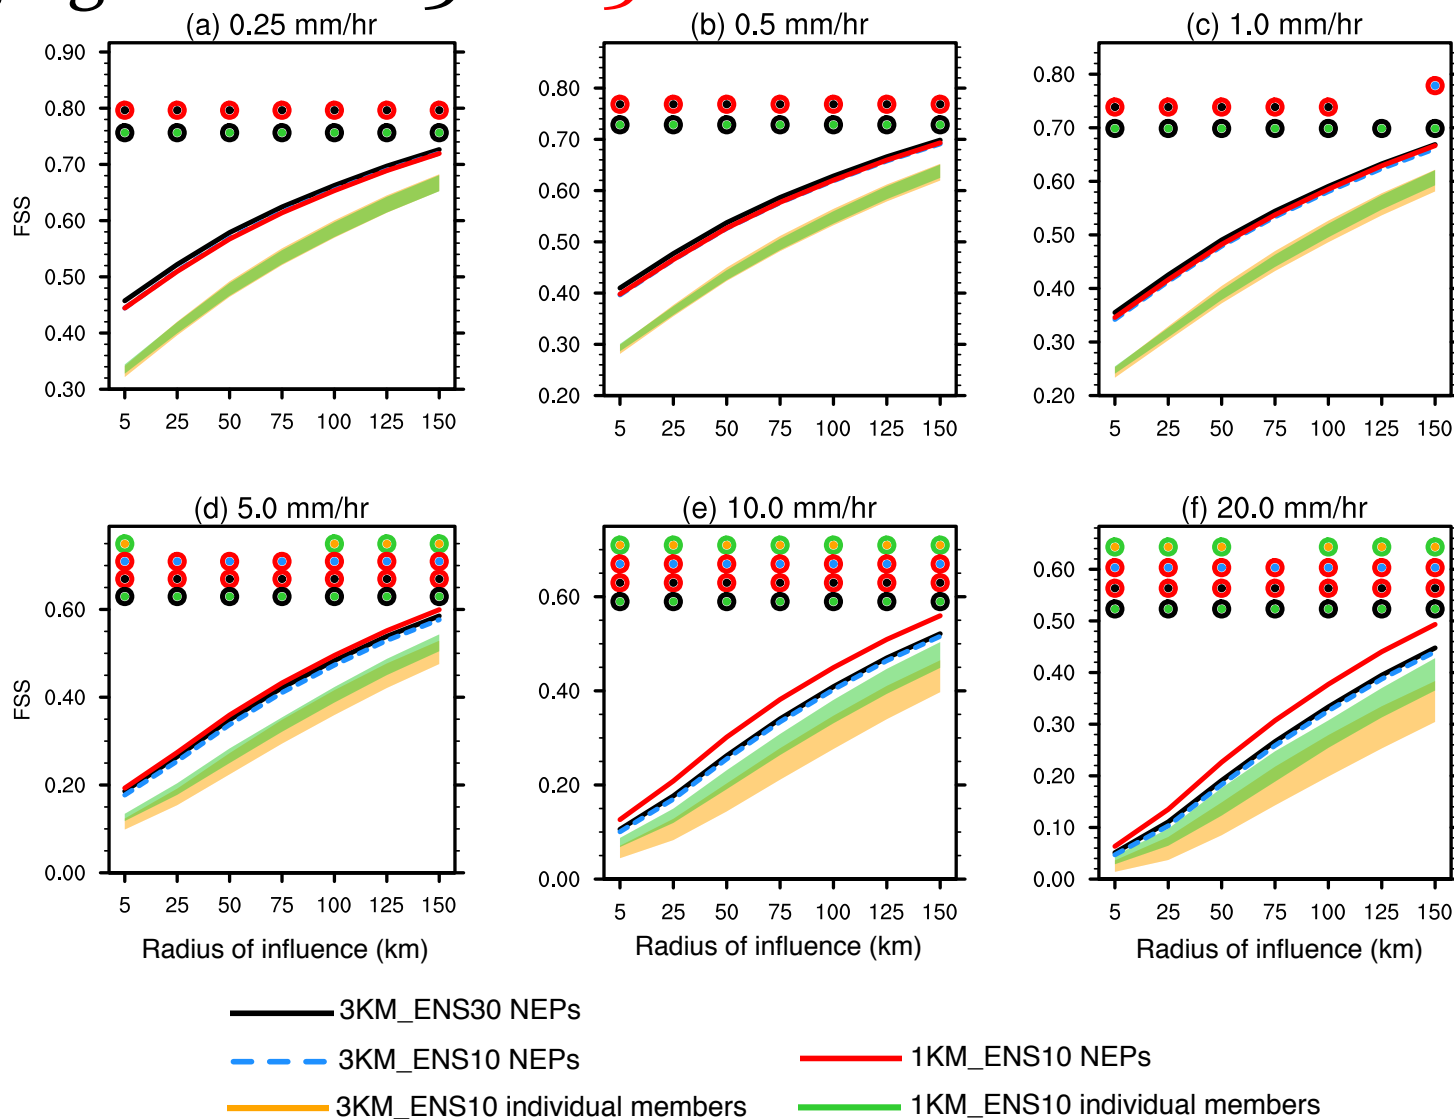 (a) 0.25 mm/hr
(b) 0.5 mm/hr
(c) 1.0 mm/hr
0.90
0.80
0.70
0.60
0.50
0.40
0.30
FSS
5 25 50 75 100 125 150
0.80
0.70
0.60
0.50
0.40
0.30
0.20
5 25 50 75 100 125 150
0.80
0.70
0.60
0.50
0.40
0.30
0.20
5 25 50 75 100 125 150
(d) 5.0 mm/hr
(e) 10.0 mm/hr
(f) 20.0 mm/hr
0.60
0.40
0.20
0.00
FSS
5 25 50 75 100 125 150
Radius of influence (km)
0.60
0.40
0.20
0.00
5 25 50 75 100 125 150
Radius of influence (km)
0.60
0.50
0.40
0.30
0.20
0.10
0.00
5 25 50 75 100 125 150
Radius of influence (km)
3KM_ENS30 NEPs
3KM_ENS10 NEPs
1KM_ENS10 NEPs
3KM_ENS10 individual members
1KM_ENS10 individual members